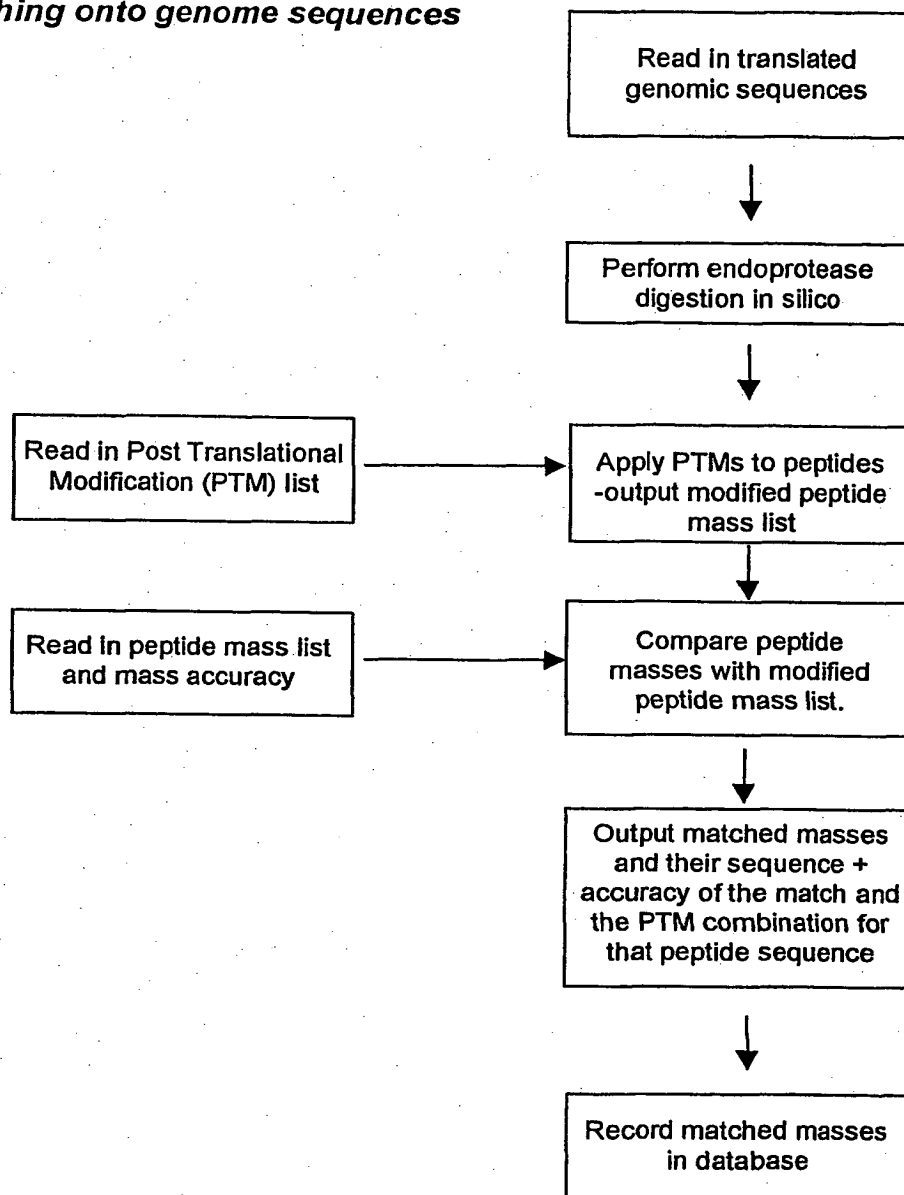 hing onto genome sequences
Read in translated
genomic sequences
Perform endoprotease
digestion in silico
Read in Post Translational
Modification (PTM) list
Apply PTMs to peptides
-output modified peptide
mass list
Read in peptide mass list
and mass accuracy
Compare peptide
masses with modified
peptide mass list.
Output matched masses
and their sequence +
accuracy of the match and
the PTM combination for
that peptide sequence
Record matched masses
in database